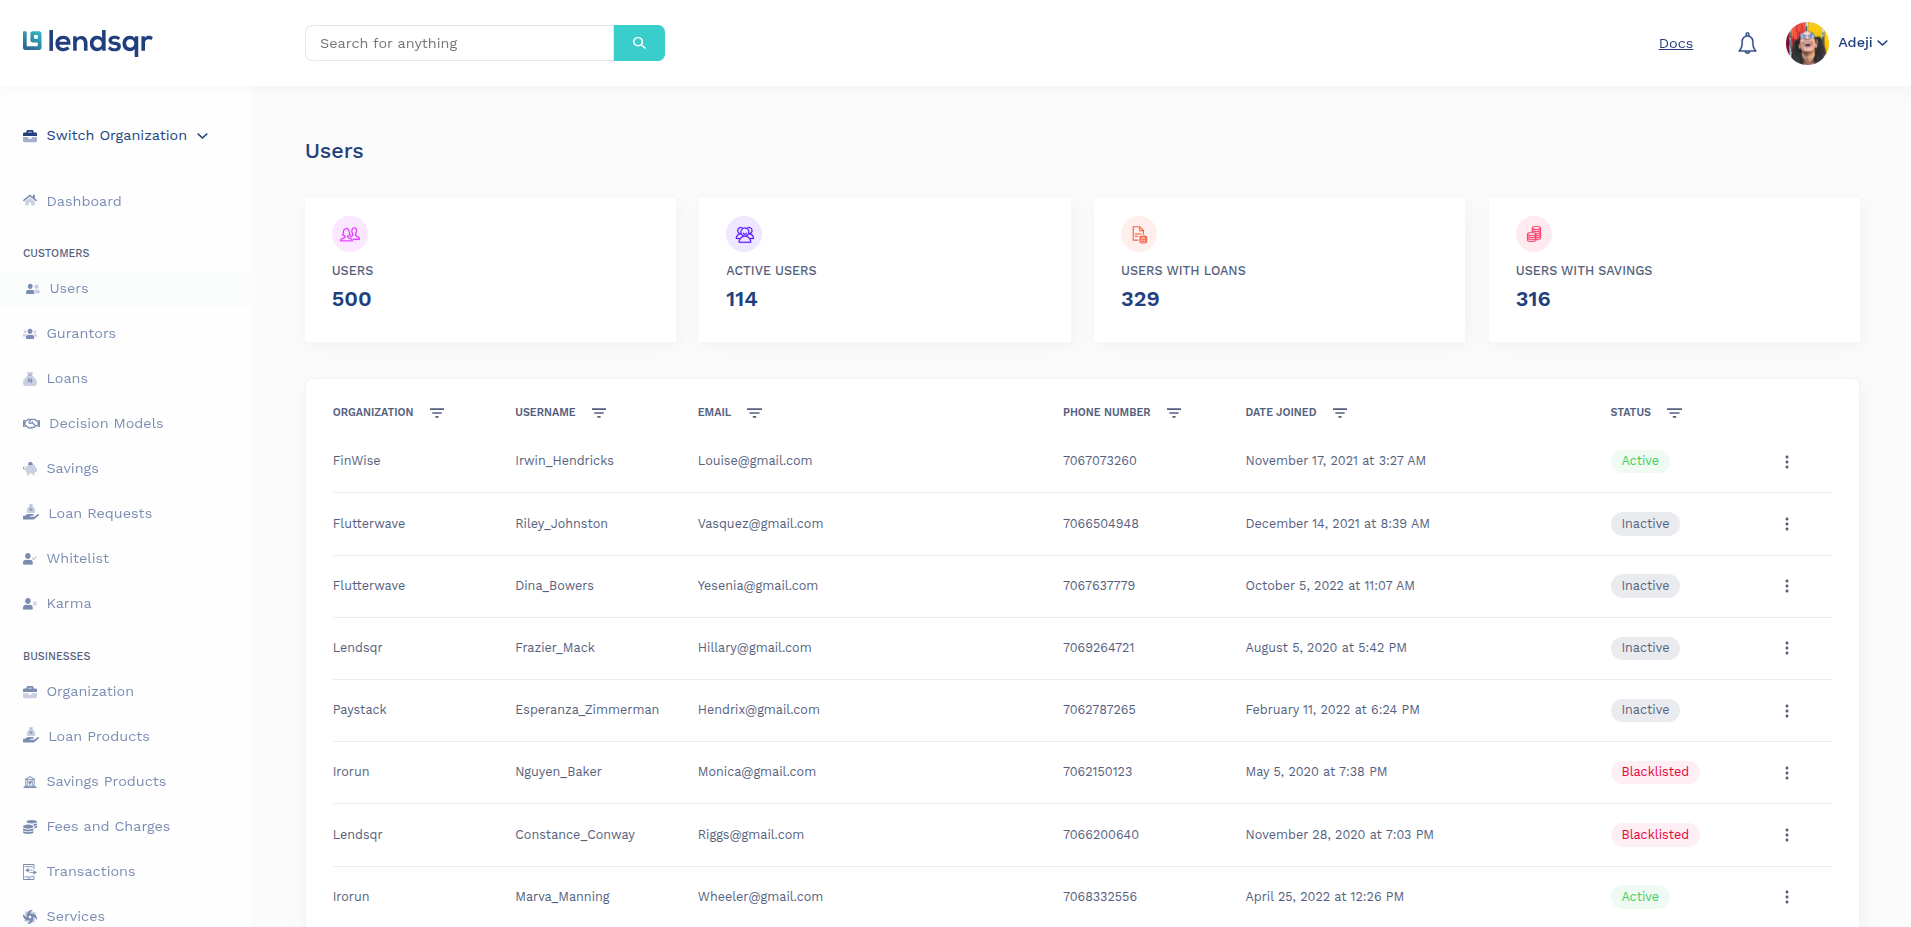 lendsqr
Search for anything
Docs
Adeji
Switch Organization
Dashboard
CUSTOMERS
Users
Gurantors
Loans
Decision Models
Savings
Loan Requests
Whitelist
Karma
BUSINESSES
Organization
Loan Products
Savings Products
Fees and Charges
Transactions
Services
Users
USERS
500
ACTIVE USERS
114
USERS WITH LOANS
329
USERS WITH SAVINGS
316
ORGANIZATION USERNAME EMAIL PHONE NUMBER DATE JOINED STATUS
FinWise Irwin_Hendricks Louise@gmail.com 7067073260 November 17, 2021 at 3:27 AM Active
Flutterwave Riley_Johnston Vasquez@gmail.com 7066504948 December 14, 2021 at 8:39 AM Inactive
Flutterwave Dina_Bowers Yesenia@gmail.com 7067637779 October 5, 2022 at 11:07 AM Inactive
Lendsqr Frazier_Mack Hillary@gmail.com 7069264721 August 5, 2020 at 5:42 PM Inactive
Paystack Esperanza_Zimmerman Hendrix@gmail.com 7062787265 February 11, 2022 at 6:24 PM Inactive
Irorun Nguyen_Baker Monica@gmail.com 7062150123 May 5, 2020 at 7:38 PM Blacklisted
Lendsqr Constance_Conway Riggs@gmail.com 7066200640 November 28, 2020 at 7:03 PM Blacklisted
Irorun Marva_Manning Wheeler@gmail.com 7068332556 April 25, 2022 at 12:26 PM Active